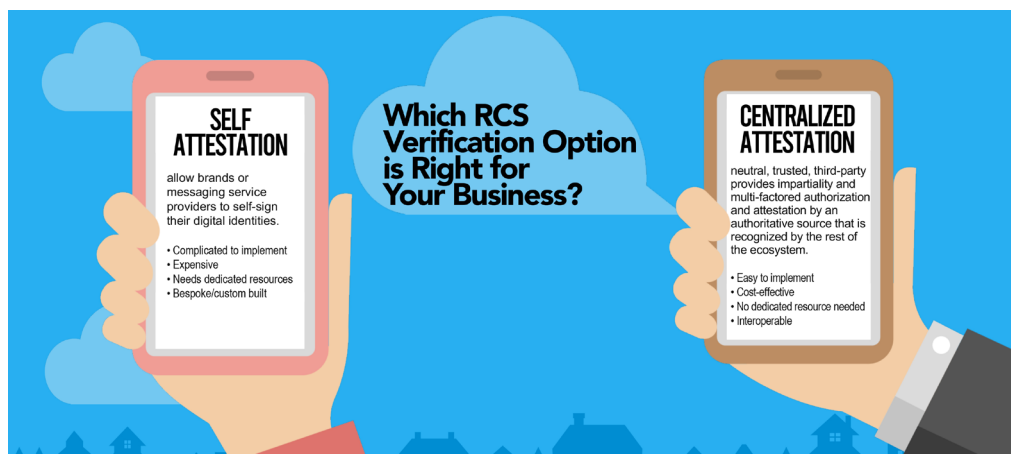 SELF
ATTESTATION
allow brands or
messaging service
providers to self-sign
their digital identities.
• Complicated to implement
• Expensive
• Needs dedicated resources
• Bespoke/custom built
Which RCS
Verification Option
is Right for
Your Business?
CENTRALIZED
ATTESTATION
neutral, trusted, third-party
provides impartiality and
multi-factored authorization
and attestation by an
authoritative source that is
recognized by the rest of
the ecosystem.
• Easy to implement
• Cost-effective
• No dedicated resource needed
• Interoperable